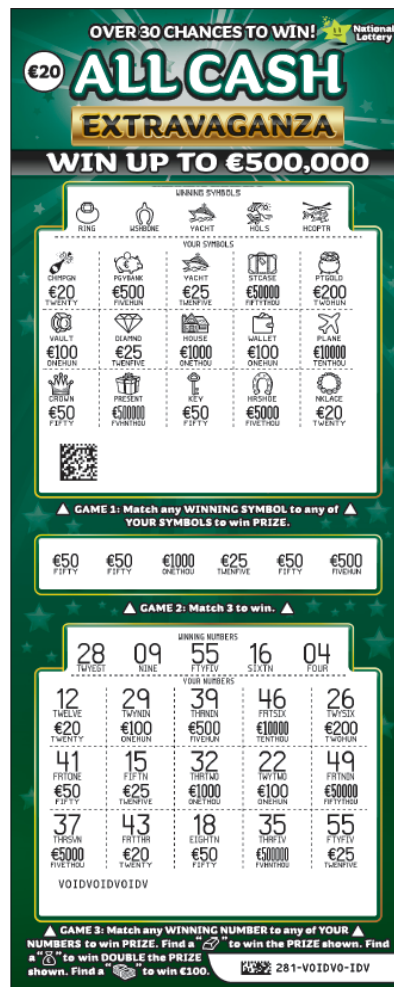 OVER 30 CHANCES TO WIN!
National
Lottery
€20
ALL CASH
EXTRAVAGANZA
WIN UP TO €500,000
WINNING SYMBOLS
RING WSHBONE YACHT HOLS HCOPTR
YOUR SYMBOLS
CHMPGN PGYBANK YACHT STCASE PTGOLD
€20 €500 €25 €50000 €200
TWENTY FIVEHUN TWENFIVE FIFTYTHOU TWOHUN
VAULT DIAMND HOUSE WALLET PLANE
€100 €25 €1000 €100 €10000
ONEHUN TWENFIVE ONETHOU ONEHUN TENTHOU
CROWN PRESENT KEY HRSHOE NKLACE
€50 €500000 €50 €5000 €20
FIFTY FVHNTHOU FIFTY FIVETHOU TWENTY
GAME 1: Match any WINNING SYMBOL to any of
YOUR SYMBOLS to win PRIZE.
€50 €50 €1000 €25 €50 €500
FIFTY FIFTY ONETHOU TWENFIVE FIFTY FIVEHUN
GAME 2: Match 3 to win.
WINNING NUMBERS
28 09 55 16 04
TWYEGT NINE FTYFIV SIXTN FOUR
YOUR NUMBERS
12 29 39 46 26
TWELVE TWYNIN THRNIN FRTSIX TWYSIX
€20 €100 €500 €10000 €200
TWENTY ONEHUN FIVEHUN TENTHOU TWOHUN
41 15 32 22 49
FRTONE FIFTN THRTWO TWYTWO FRTNIN
€50 €25 €1000 €100 €50000
FIFTY TWENFIVE ONETHOU ONEHUN FIFTYTHOU
37 43 18 35 55
THRSVN FRTTHR EIGHTN THRFIV FTYFIV
€5000 €20 €50 €500000 €25
FIVETHOU TWENTY FIFTY FVHNTHOU TWENFIVE
VOIDVOIDVOIDV
GAME 3: Match any WINNING NUMBER to any of YOUR
NUMBERS to win PRIZE. Find a " " to win the PRIZE shown. Find
a " " to win DOUBLE the PRIZE
shown. Find a " " to win €100.
281-VOIDV0-IDV